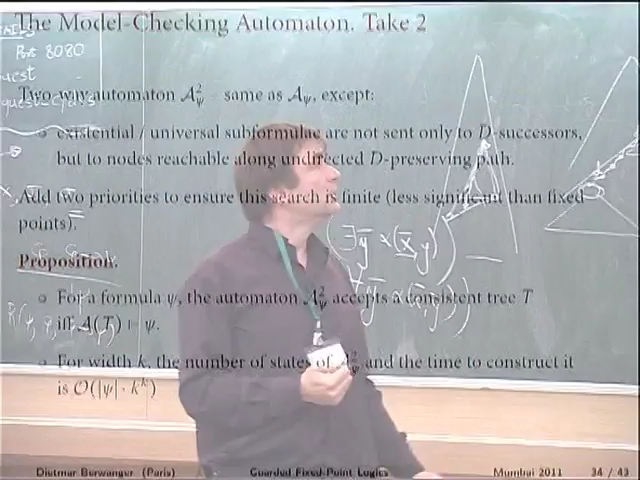 The Model-Checking Automaton. Take 2
Port 8080
Two-way automaton 𝒜²_ψ – same as 𝒜_ψ, except:
existential / universal subformulae are not sent only to D-successors,
but to nodes reachable along undirected D-preserving path.
Add two priorities to ensure this search is finite (less significant than fixed
points).
∃ȳ α(x̄,y)
Proposition.
For a formula ψ, the automaton 𝒜²_ψ accepts a consistent tree T
iff A(T) ⊢ ψ.
For width k, the number of states of 𝒜²_ψ and the time to construct it
is 𝒪(|ψ| · kᵏ)
Dietmar Berwanger (Paris) Guarded Fixed-Point Logics Mumbai 2011 34 / 43